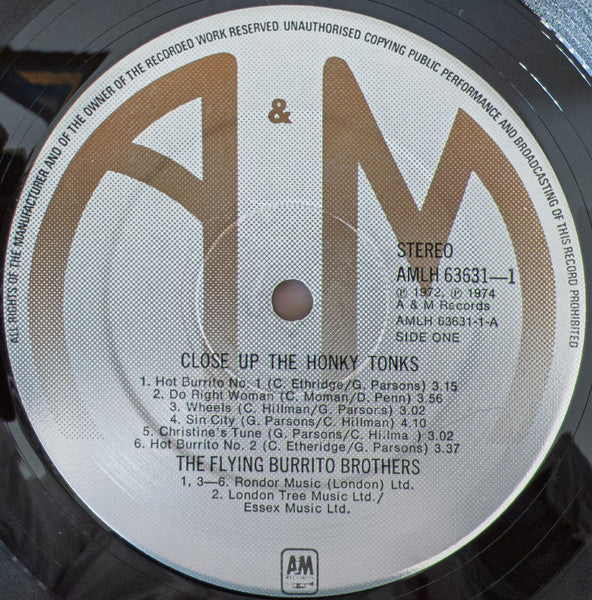 ALL RIGHTS OF THE MANUFACTURER AND OF THE OWNER OF THE RECORDED WORK RESERVED. UNAUTHORISED COPYING PUBLIC PERFORMANCE AND BROADCASTING OF THIS RECORD PROHIBITED
A & M
STEREO
AMLH 63631—1
℗ 1972, ℗ 1974
A & M Records
AMLH 63631-1-A
SIDE ONE
CLOSE UP THE HONKY TONKS
1. Hot Burrito No. 1 (C. Ethridge/G. Parsons) 3.15
2. Do Right Woman (C. Moman/D. Penn) 3.56
3. Wheels (C. Hillman/G. Parsors) 3.02
4. Sin City (G. Parsons/C. Hillman) 4.10
5. Christine's Tune (G. Parsons/C. Hi lma ) 3.02
6. Hot Burrito No. 2 (C. Etheridge/G. Parsons) 3.37
THE FLYING BURRITO BROTHERS
1, 3—6. Rondor Music (London) Ltd.
2. London Tree Music Ltd./
Essex Music Ltd.
AM